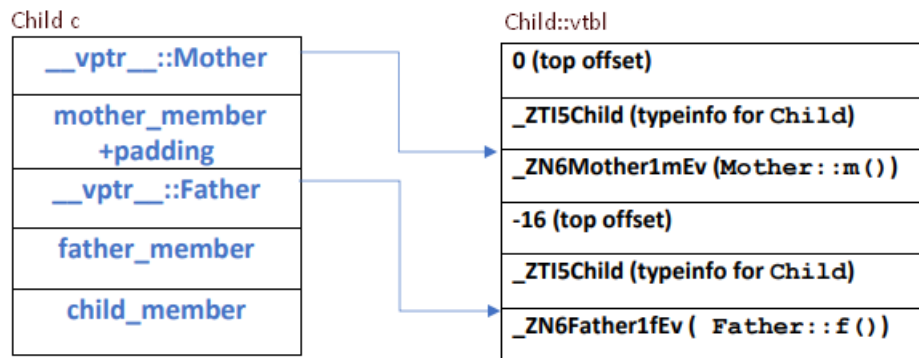 Child c
__vptr__::Mother
mother_member
+padding
__vptr__::Father
father_member
child_member
Child::vtbl
0 (top offset)
_ZTI5Child (typeinfo for Child)
_ZN6Mother1mEv (Mother::m())
-16 (top offset)
_ZTI5Child (typeinfo for Child)
_ZN6Father1fEv ( Father::f())